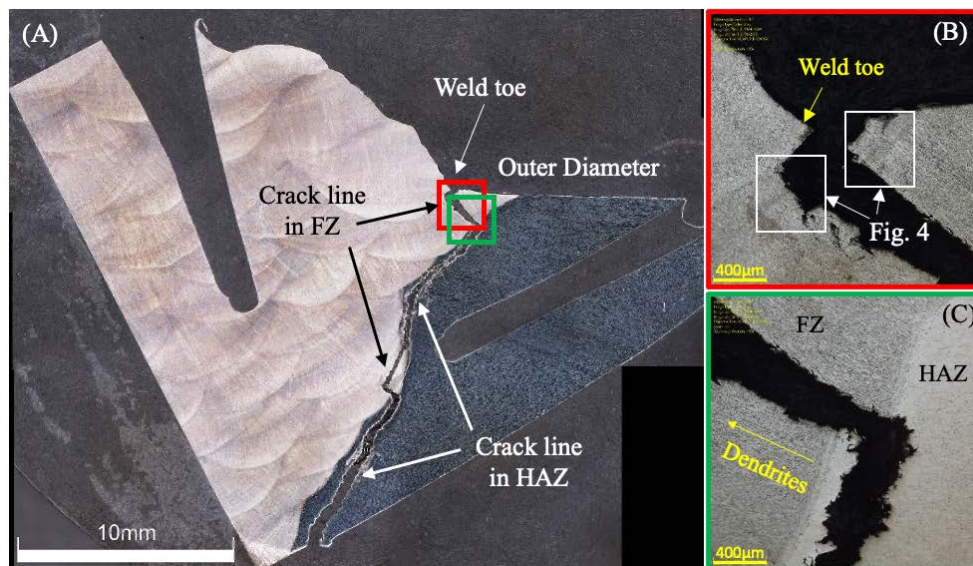 (A)
Weld toe
Outer Diameter
Crack line
in FZ
Crack line
in HAZ
10mm
(B)
Weld toe
Fig. 4
400μm
(C)
FZ
HAZ
Dendrites
400μm